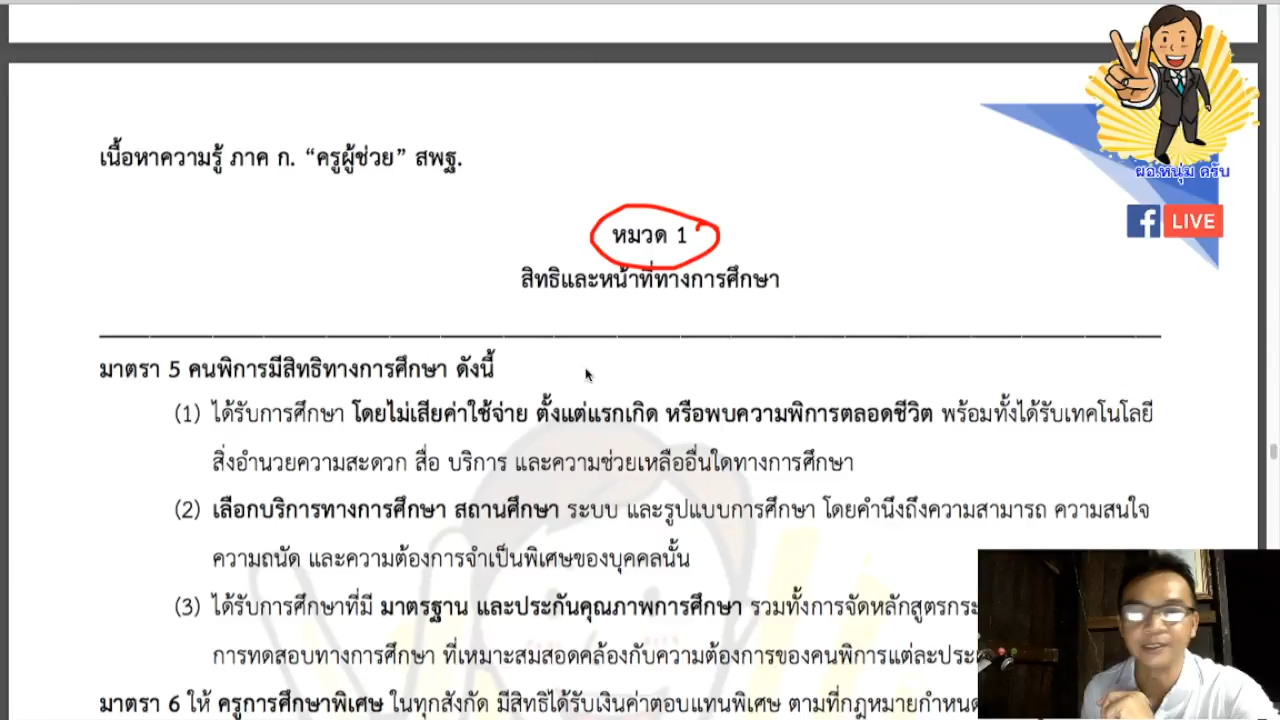 เนื้อหาความรู้ ภาค ก. “ครูผู้ช่วย” สพฐ.
ผอ.หนุ่ม ครับ
f LIVE
หมวด 1
สิทธิและหน้าที่ทางการศึกษา
มาตรา 5 คนพิการมีสิทธิทางการศึกษา ดังนี้
(1) ได้รับการศึกษา โดยไม่เสียค่าใช้จ่าย ตั้งแต่แรกเกิด หรือพบความพิการตลอดชีวิต พร้อมทั้งได้รับเทคโนโลยี
สิ่งอำนวยความสะดวก สื่อ บริการ และความช่วยเหลืออื่นใดทางการศึกษา
(2) เลือกบริการทางการศึกษา สถานศึกษา ระบบ และรูปแบบการศึกษา โดยคำนึงถึงความสามารถ ความสนใจ
ความถนัด และความต้องการจำเป็นพิเศษของบุคคลนั้น
(3) ได้รับการศึกษาที่มี มาตรฐาน และประกันคุณภาพการศึกษา รวมทั้งการจัดหลักสูตรกระ
การทดสอบทางการศึกษา ที่เหมาะสมสอดคล้องกับความต้องการของคนพิการแต่ละประเ
มาตรา 6 ให้ ครูการศึกษาพิเศษ ในทุกสังกัด มีสิทธิได้รับเงินค่าตอบแทนพิเศษ ตามที่กฎหมายกำหนด